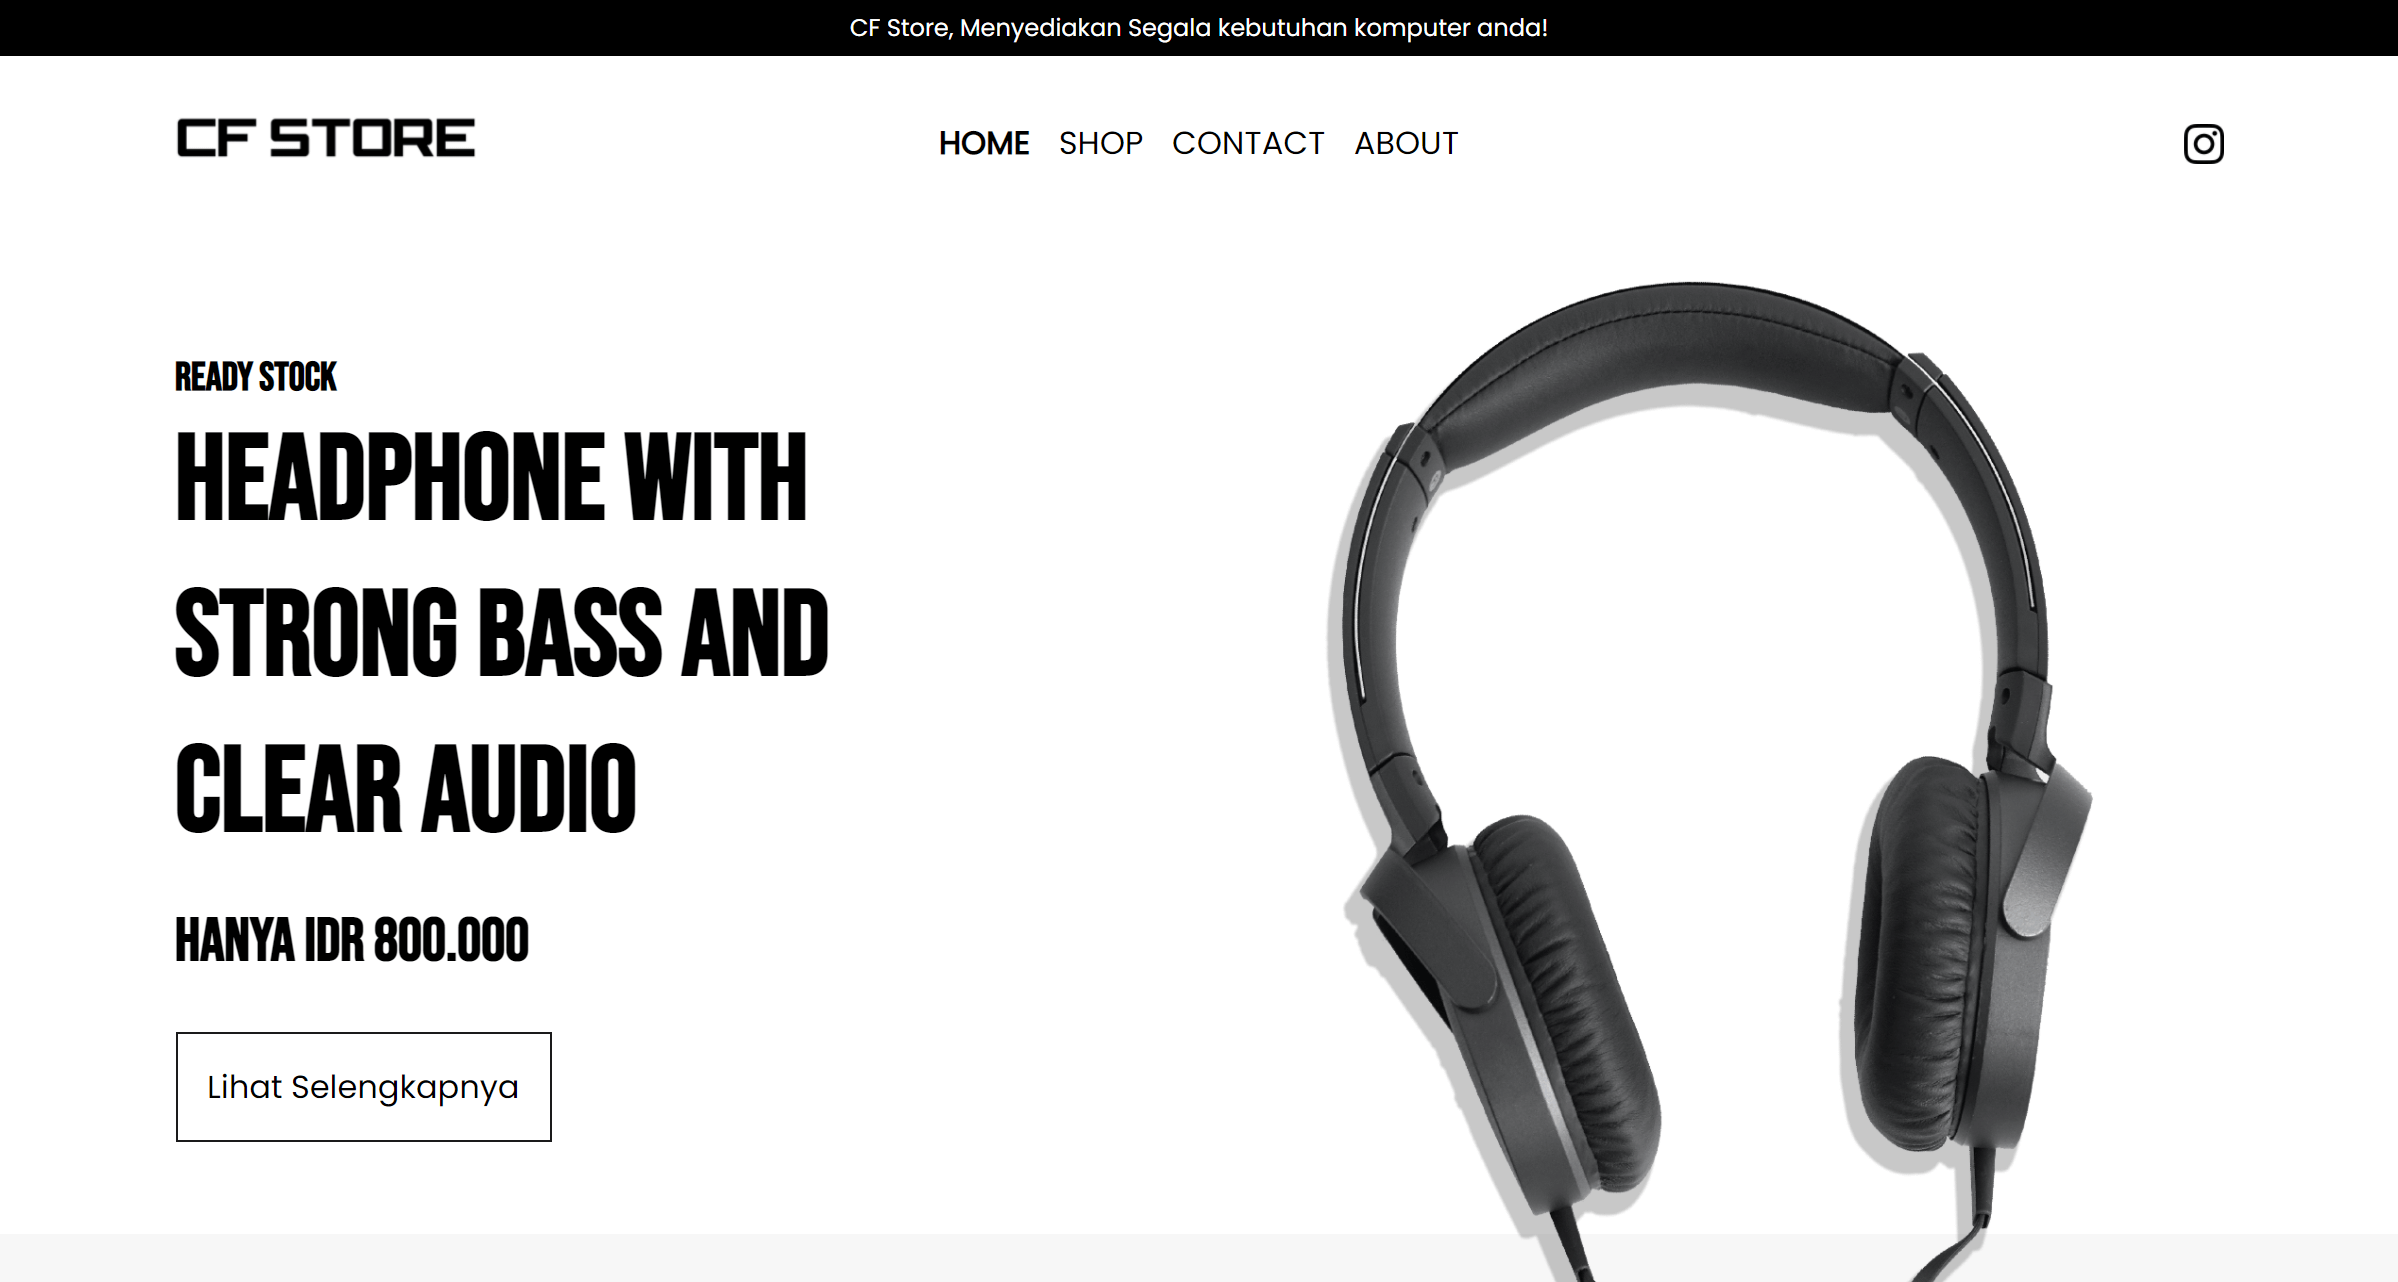 CF Store, Menyediakan Segala kebutuhan komputer anda!
CF STORE
HOME SHOP CONTACT ABOUT
READY STOCK
HEADPHONE WITH
STRONG BASS AND
CLEAR AUDIO
HANYA IDR 800.000
Lihat Selengkapnya